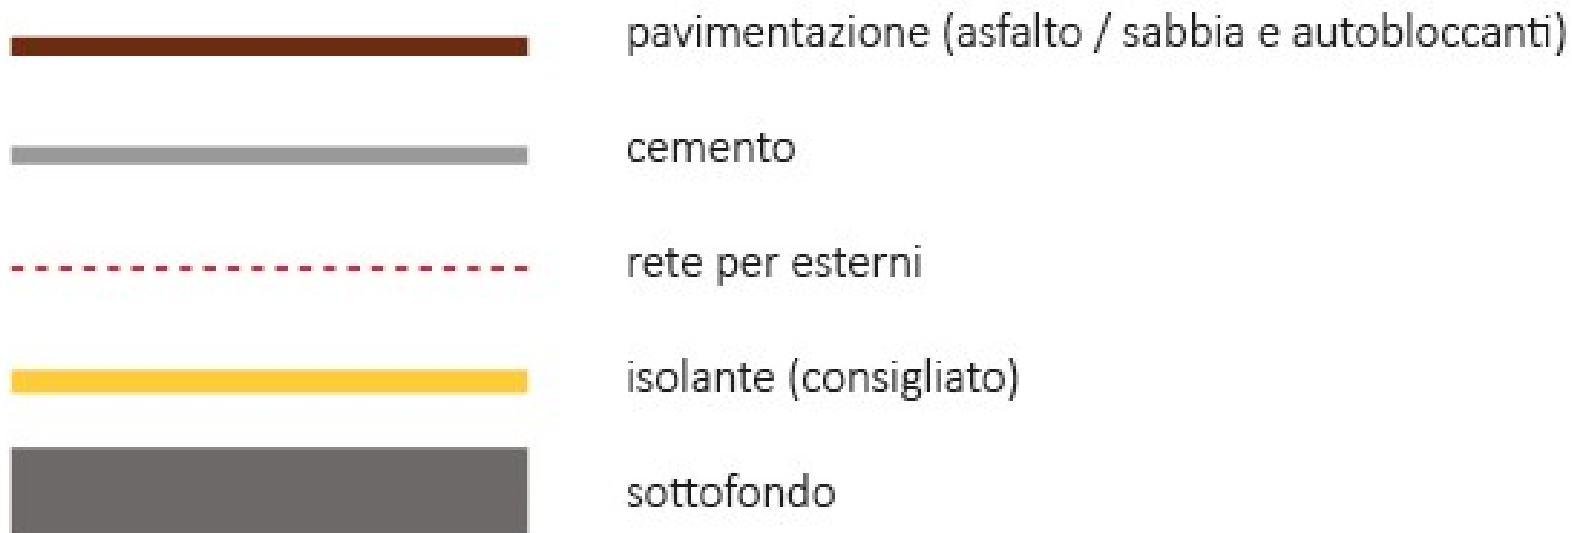 pavimentazione (asfalto / sabbia e autobloccanti)
cemento
rete per esterni
isolante (consigliato)
sottofondo